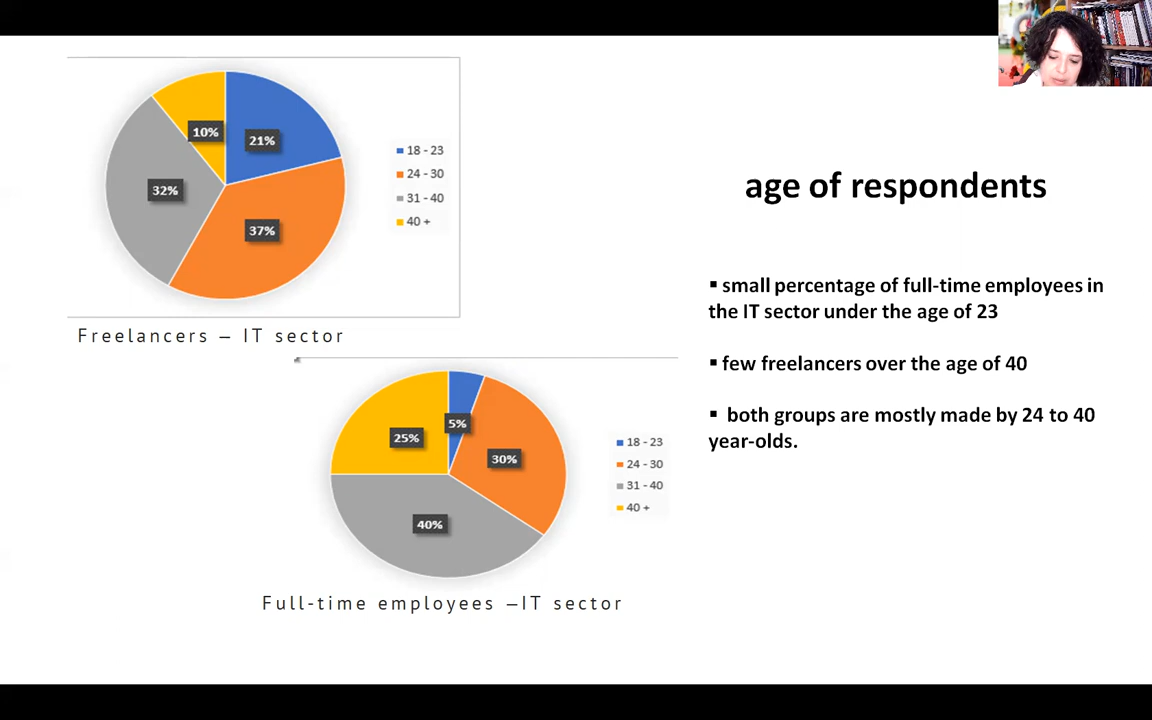 10%
21%
32%
37%
18 - 23
24 - 30
31 - 40
40 +
Freelancers – IT sector
5%
25%
30%
40%
18 - 23
24 - 30
31 - 40
40 +
Full-time employees –IT sector
age of respondents
▪ small percentage of full-time employees in
the IT sector under the age of 23
▪ few freelancers over the age of 40
▪ both groups are mostly made by 24 to 40
year-olds.